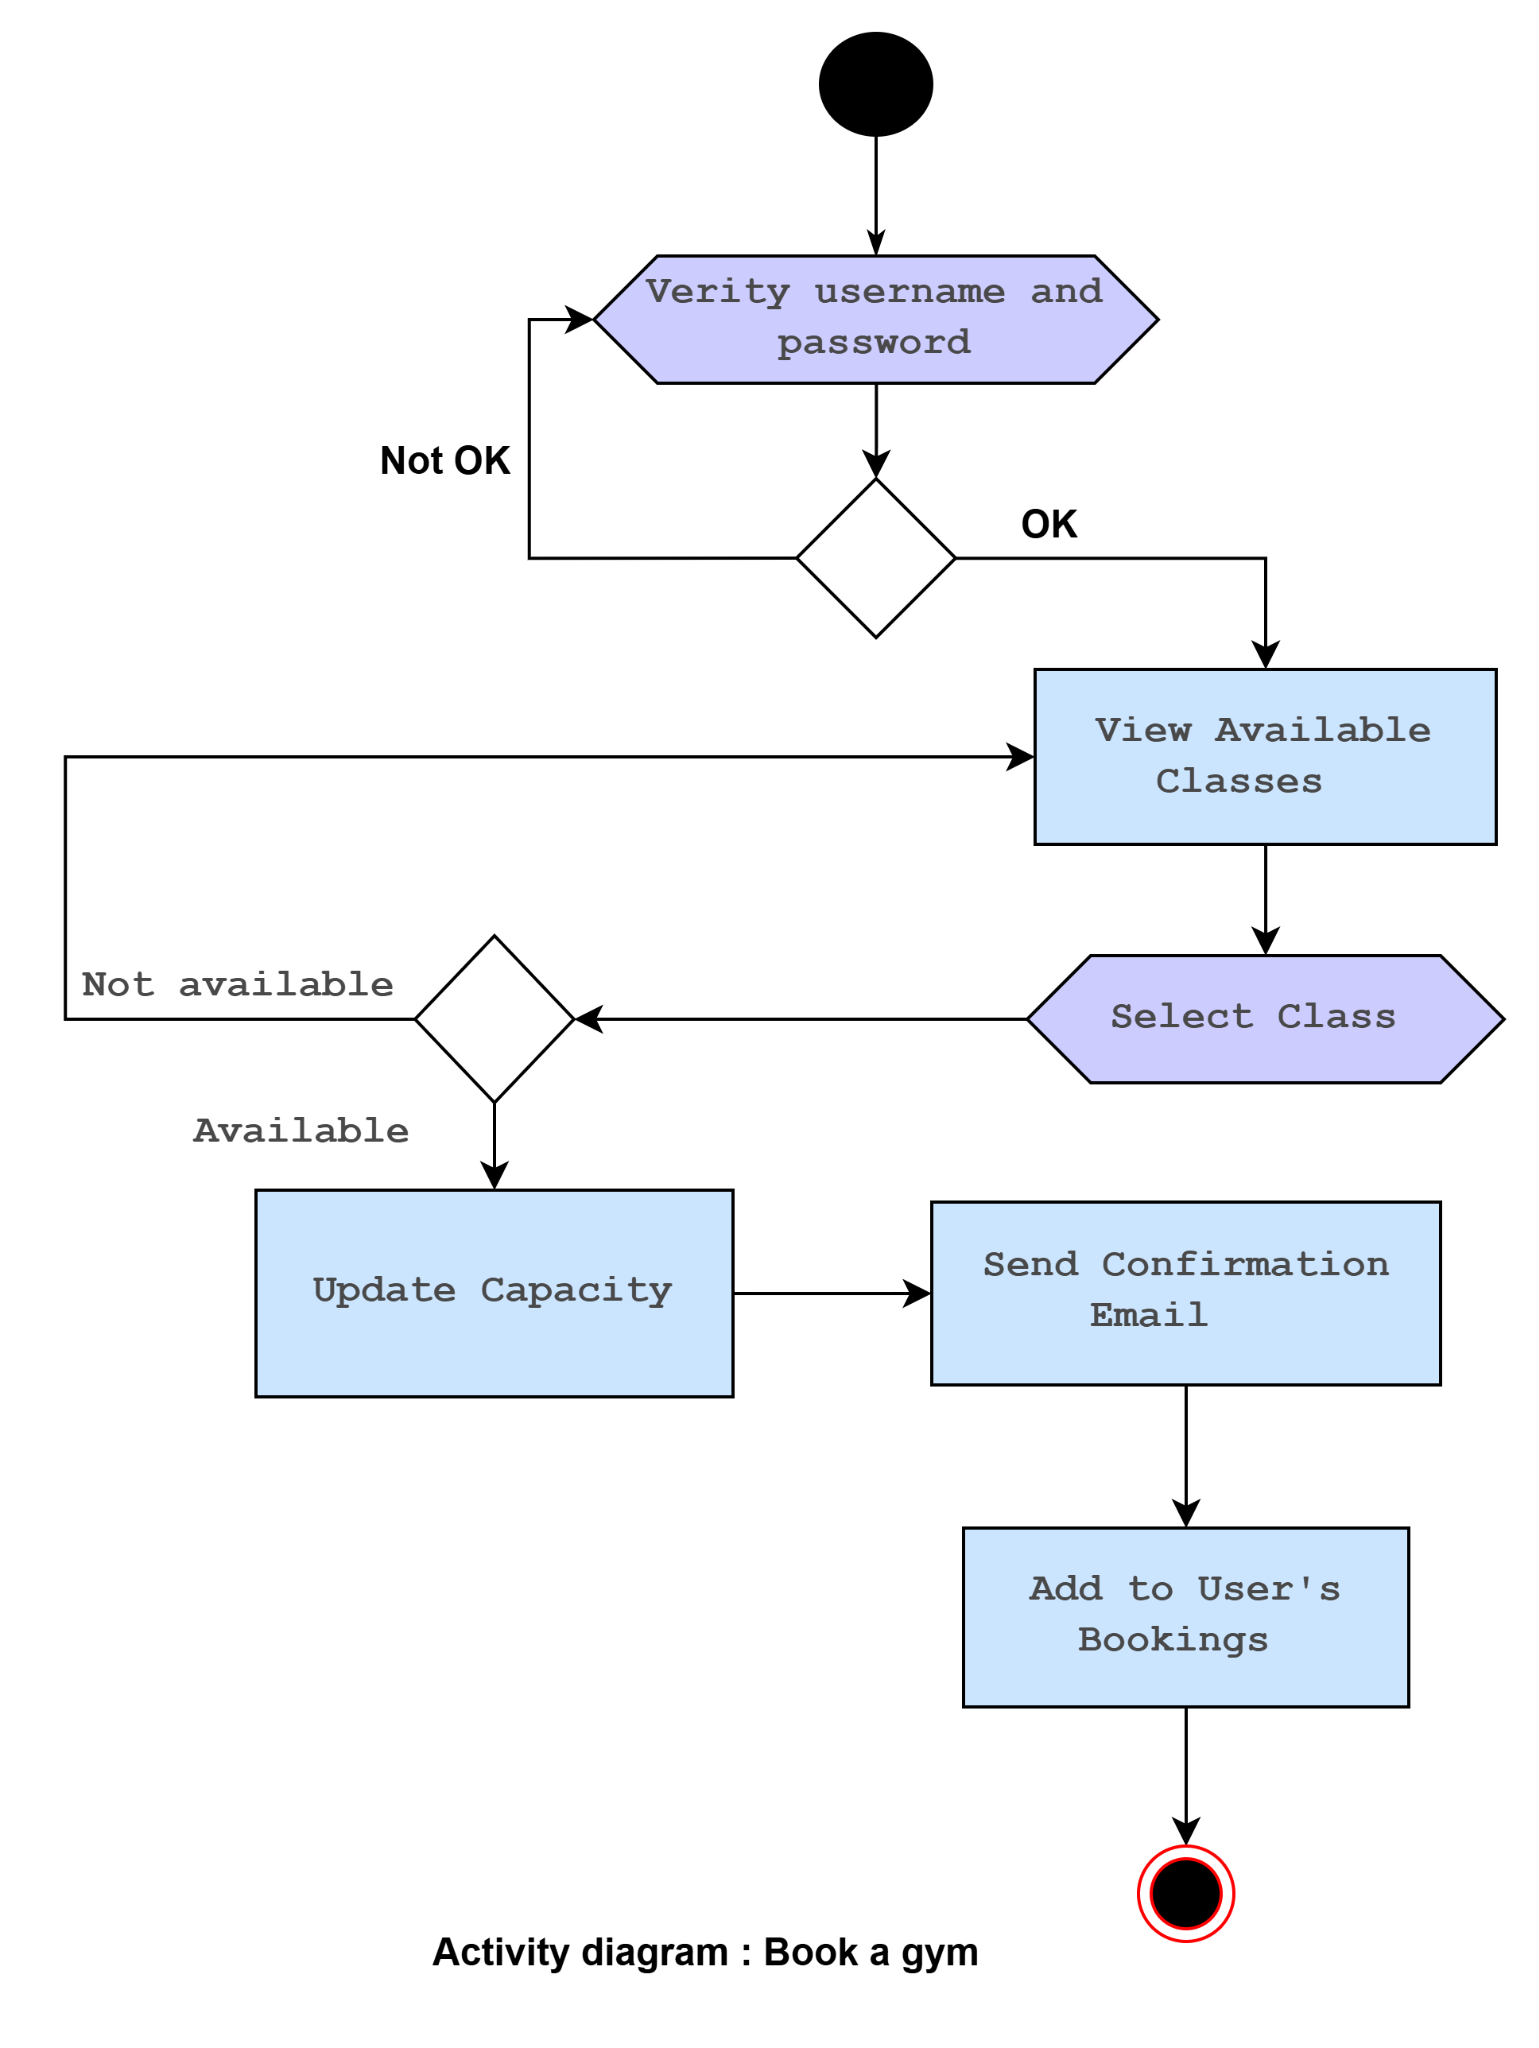 Verity username and
password
Not OK
OK
View Available
Classes
Not available
Select Class
Available
Update Capacity
Send Confirmation
Email
Add to User's
Bookings
Activity diagram : Book a gym